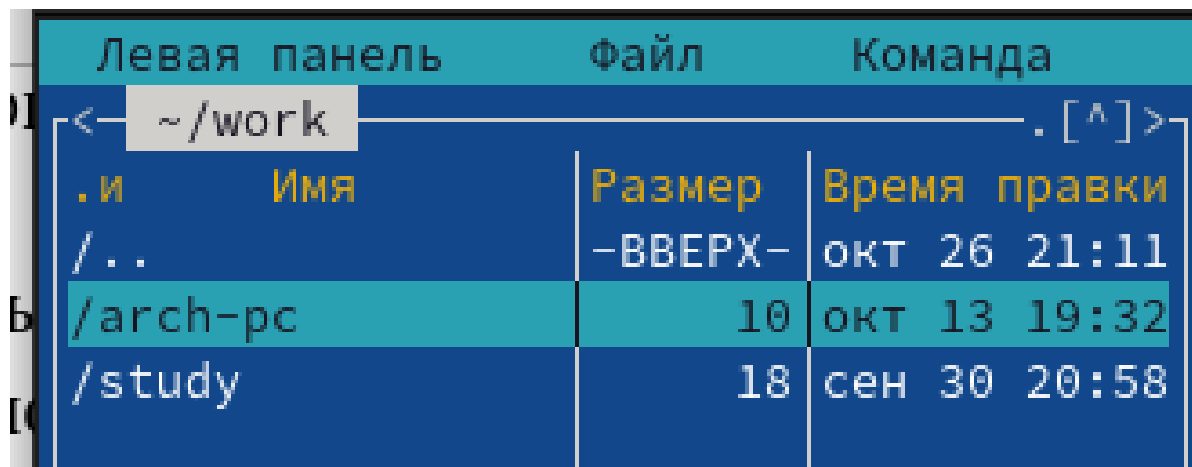 Левая панель Файл Команда
<- ~/work .[^]>
.и Имя Размер Время правки
/.. -ВВЕРХ- окт 26 21:11
/arch-pc 10 окт 13 19:32
/study 18 сен 30 20:58